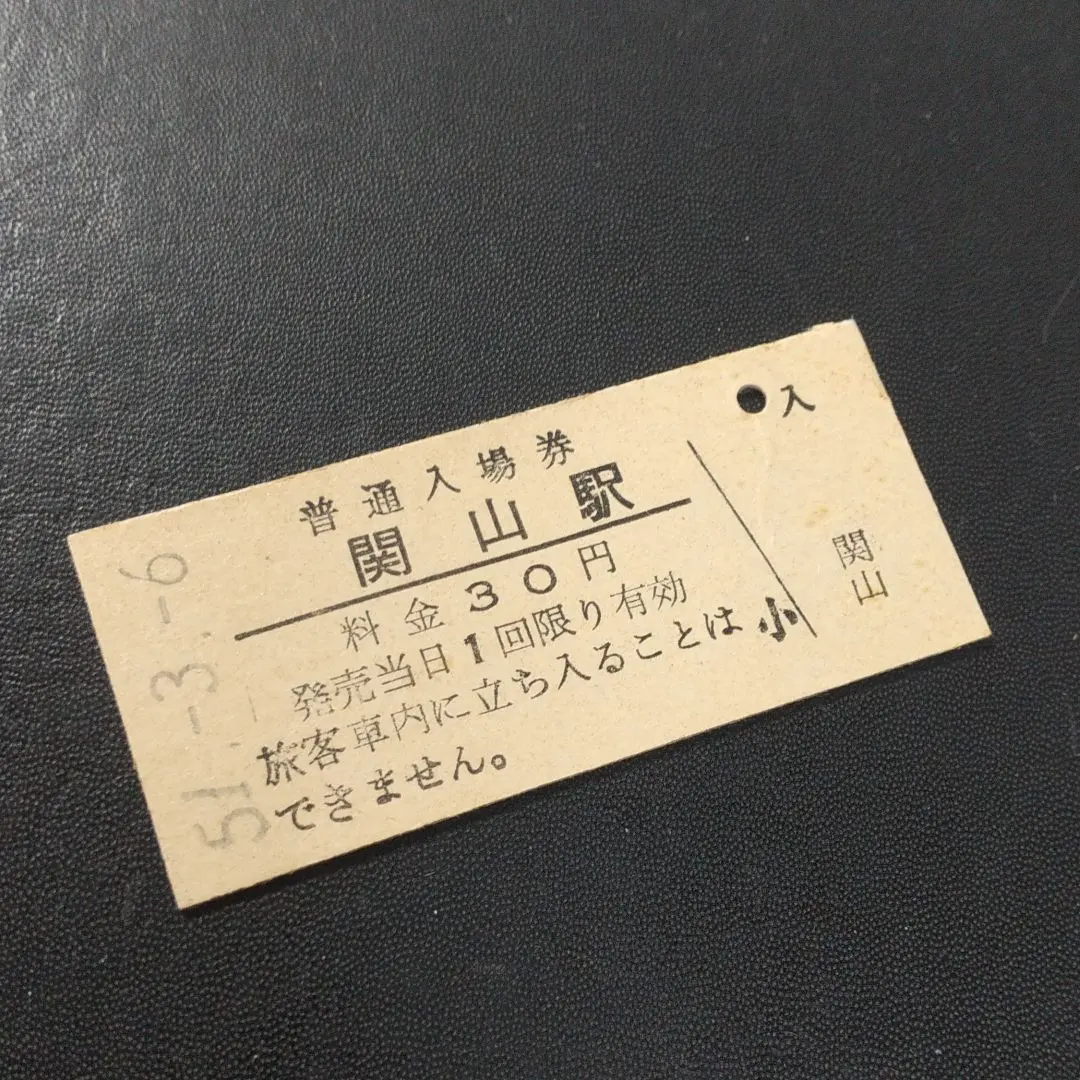 普通入場券
関山駅
料金30円
発売当日1回限り有効
旅客車内に立ち入ることは
できません。
小
入
関山
51.-3.-6